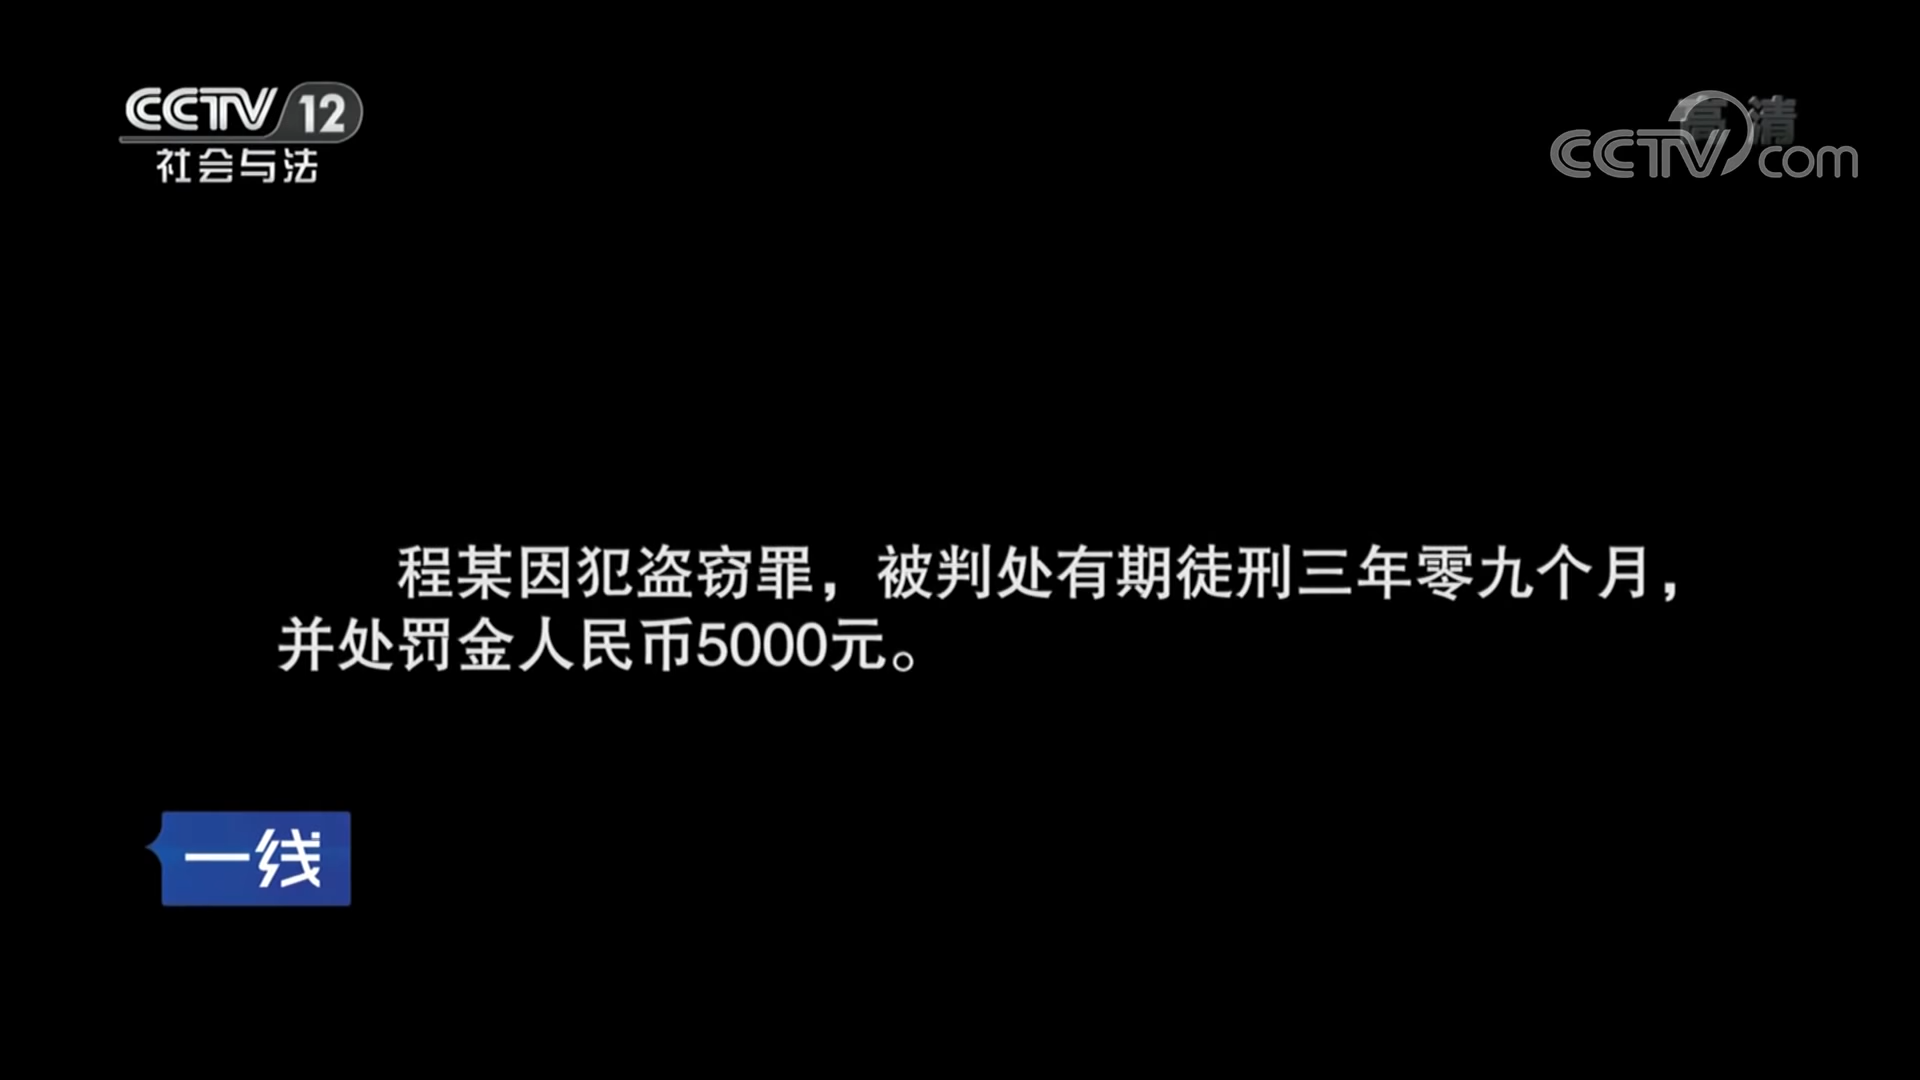 CCTV 12
社会与法
高清
CCTV com
程某因犯盗窃罪，被判处有期徒刑三年零九个月，
并处罚金人民币5000元。
一线